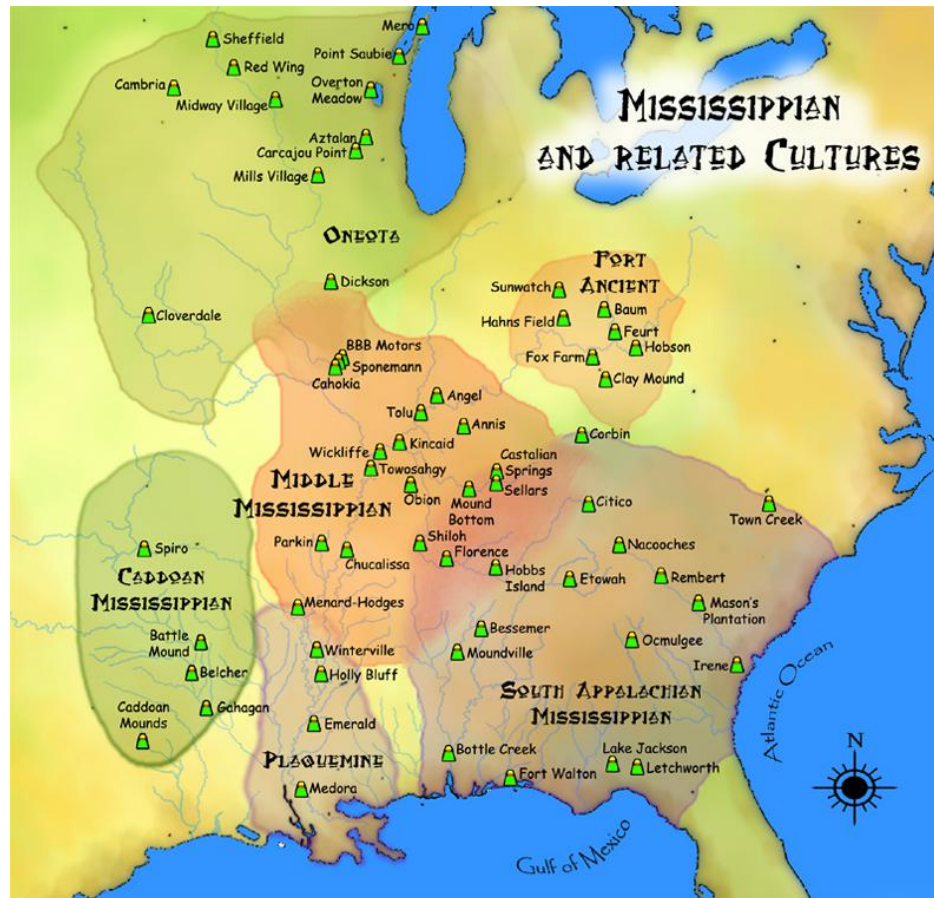 Mero
Sheffield
Point Saubie
Red Wing
Cambria
Overton
Meadow
Midway Village
Mississippian
and related Cultures
Aztalan
Carcajou Point
Mills Village
Oneota
Fort
Ancient
Dickson
Sunwatch
Baum
Cloverdale
Hahns Field
Feurt
Hobson
BBB Motors
Fox Farm
Sponemann
Cahokia
Clay Mound
Angel
Tolu
Annis
Corbin
Kincaid
Wickliffe
Castalian
Springs
Towosahgy
Middle
Mississippian
Obion
Sellars
Mound
Bottom
Citico
Town Creek
Parkin
Shiloh
Nacooches
Spiro
Chucalissa
Florence
Hobbs
Island
Caddoan
Mississippian
Etowah
Rembert
Menard-Hodges
Mason's
Plantation
Bessemer
Battle
Mound
Winterville
Moundville
Ocmulgee
Irene
Belcher
Holly Bluff
South Appalachian
Mississippian
Atlantic Ocean
Caddoan
Mounds
Gahagan
Emerald
N
Plaquemine
Bottle Creek
Lake Jackson
Fort Walton
Letchworth
Medora
Gulf of Mexico